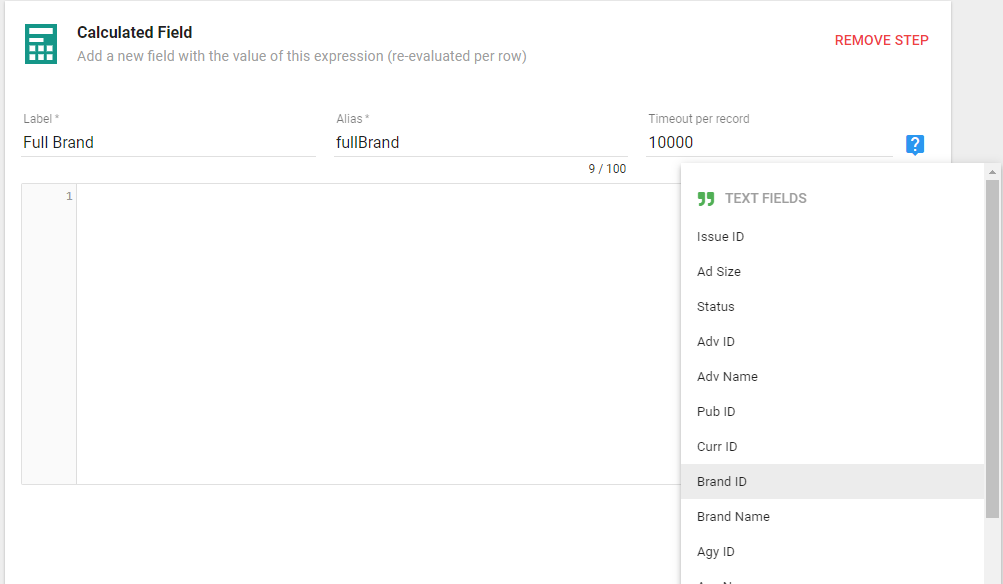 Calculated Field
Add a new field with the value of this expression (re-evaluated per row)
REMOVE STEP
Label *
Alias *
Timeout per record
Full Brand
fullBrand
10000
?
9 / 100
1
TEXT FIELDS
Issue ID
Ad Size
Status
Adv ID
Adv Name
Pub ID
Curr ID
Brand ID
Brand Name
Agy ID